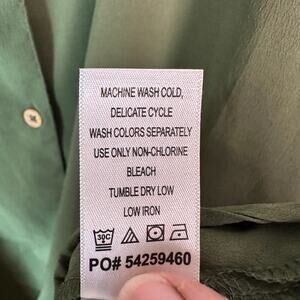 MACHINE WASH COLD,
DELICATE CYCLE
WASH COLORS SEPARATELY
USE ONLY NON-CHLORINE
BLEACH
TUMBLE DRY LOW
LOW IRON
30C
PO# 54259460